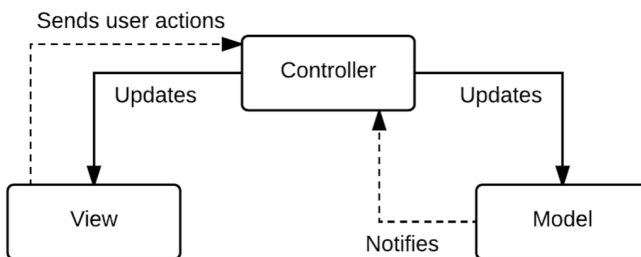 Sends user actions
Controller
Updates
Updates
View
Model
Notifies